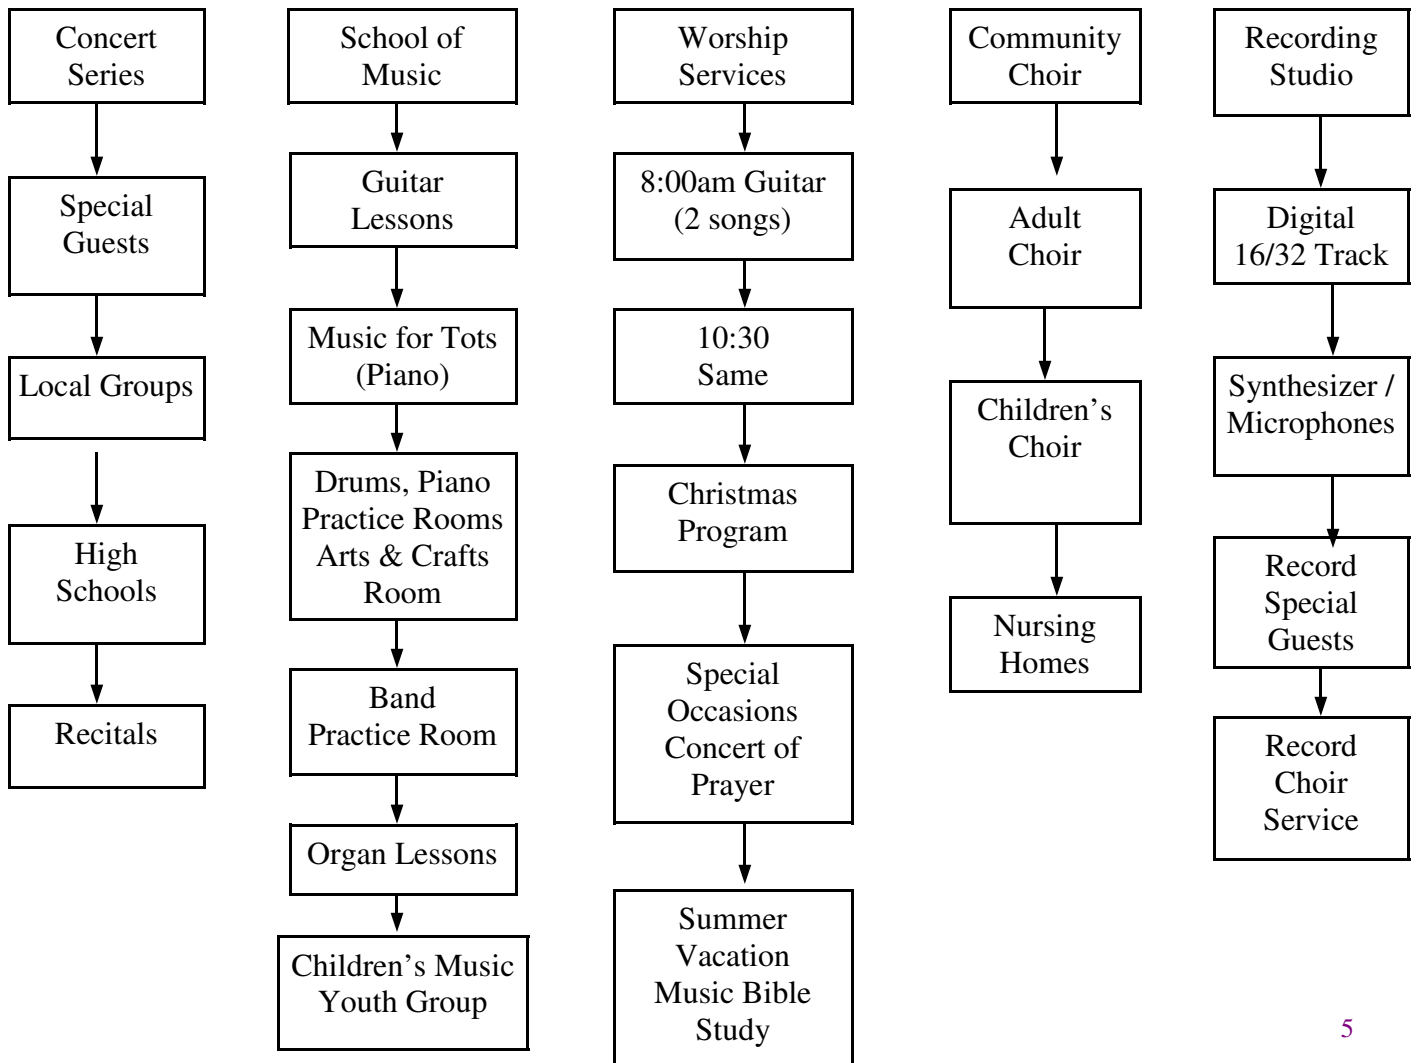 Concert
Series
Special
Guests
Local Groups
High
Schools
Recitals
School of
Music
Guitar
Lessons
Music for Tots
(Piano)
Drums, Piano
Practice Rooms
Arts & Crafts
Room
Band
Practice Room
Organ Lessons
Children’s Music
Youth Group
Worship
Services
8:00am Guitar
(2 songs)
10:30
Same
Christmas
Program
Special
Occasions
Concert of
Prayer
Summer
Vacation
Music Bible
Study
Community
Choir
Adult
Choir
Children’s
Choir
Nursing
Homes
Recording
Studio
Digital
16/32 Track
Synthesizer /
Microphones
Record
Special
Guests
Record
Choir
Service
5